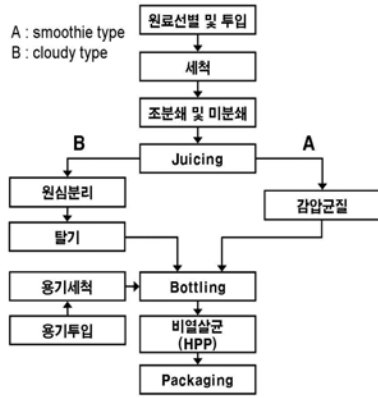 A : smoothie type
B : cloudy type
원료선별 및 투입
세척
조분쇄 및 미분쇄
B
A
Juicing
원심분리
감압균질
탈기
용기세척
Bottling
용기투입
비열살균
(HPP)
Packaging